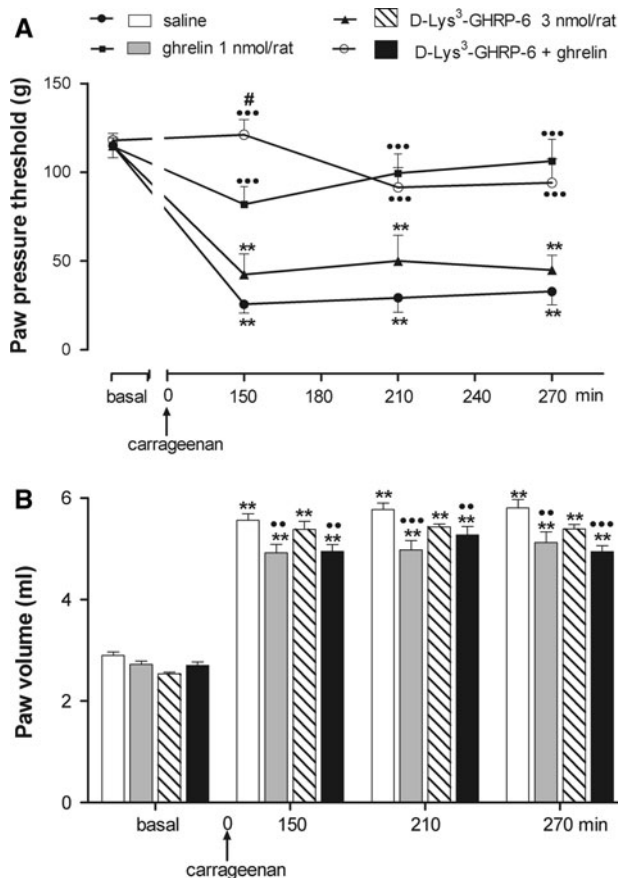 A
saline
D-Lys³-GHRP-6 3 nmol/rat
ghrelin 1 nmol/rat
D-Lys³-GHRP-6 + ghrelin
Paw pressure threshold (g)
150
100
50
0
#
•••
•••
•••
•••
•••
•••
**
**
**
**
**
**
basal 0 150 180 210 240 270 min
carrageenan
B
Paw volume (ml)
6
4
2
0
** •• ** ** •• **
** ••• ** ** •• **
** •• ** ** ••• **
basal 0 150 210 270 min
carrageenan